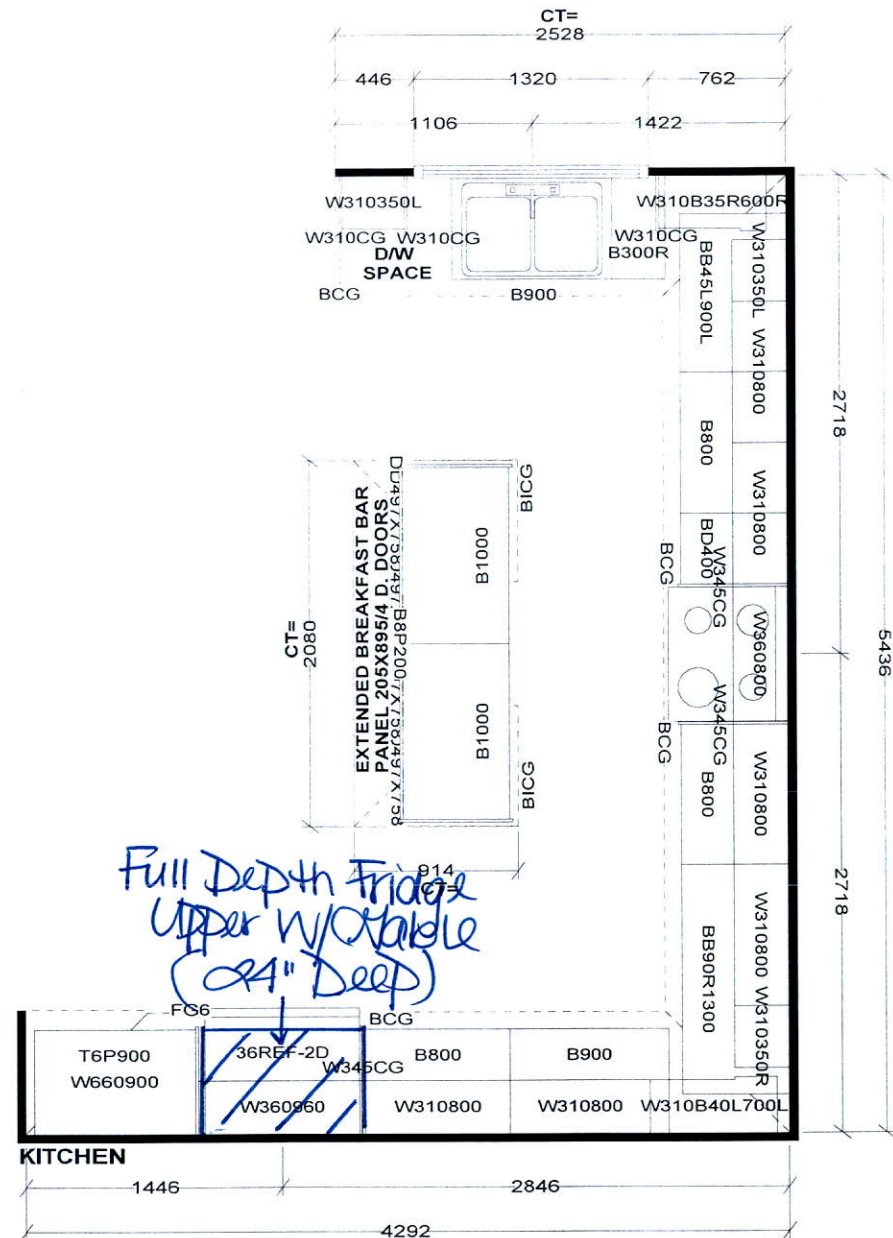 CT=
2528
446
1320
762
1106
1422
W310350L
W310B35R600R
W310CG
W310CG
W310CG
D/W
SPACE
B300R
BCG
B900
BB45L900L
W310350L
W310800
2718
B800
W310800
BD400
BCG
W345CG
W360800
5436
W345CG
BCG
B800
W310800
BB90R1300
W310800
W310350R
2718
CT=
2080
EXTENDED BREAKFAST BAR
PANEL 205X895/4 D. DOORS
B8P200
B1000
B1000
BICG
BICG
914
CT=
Full Depth Fridge
Upper W/
(24" Deep)
FG6
BCG
T6P900
36REF-2D
B800
B900
W660900
W345CG
W360960
W310800
W310800
W310B40L700L
KITCHEN
1446
2846
4292